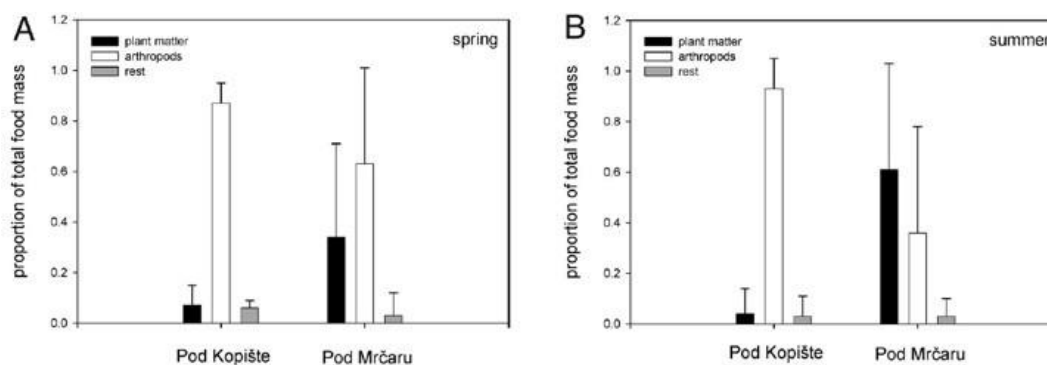 A
spring
plant matter
arthropods
rest
proportion of total food mass
1.2
1.0
0.8
0.6
0.4
0.2
0.0
Pod Kopište
Pod Mrčaru
B
summer
plant matter
arthropods
rest
proportion of total food mass
1.2
1.0
0.8
0.6
0.4
0.2
0.0
Pod Kopište
Pod Mrčaru